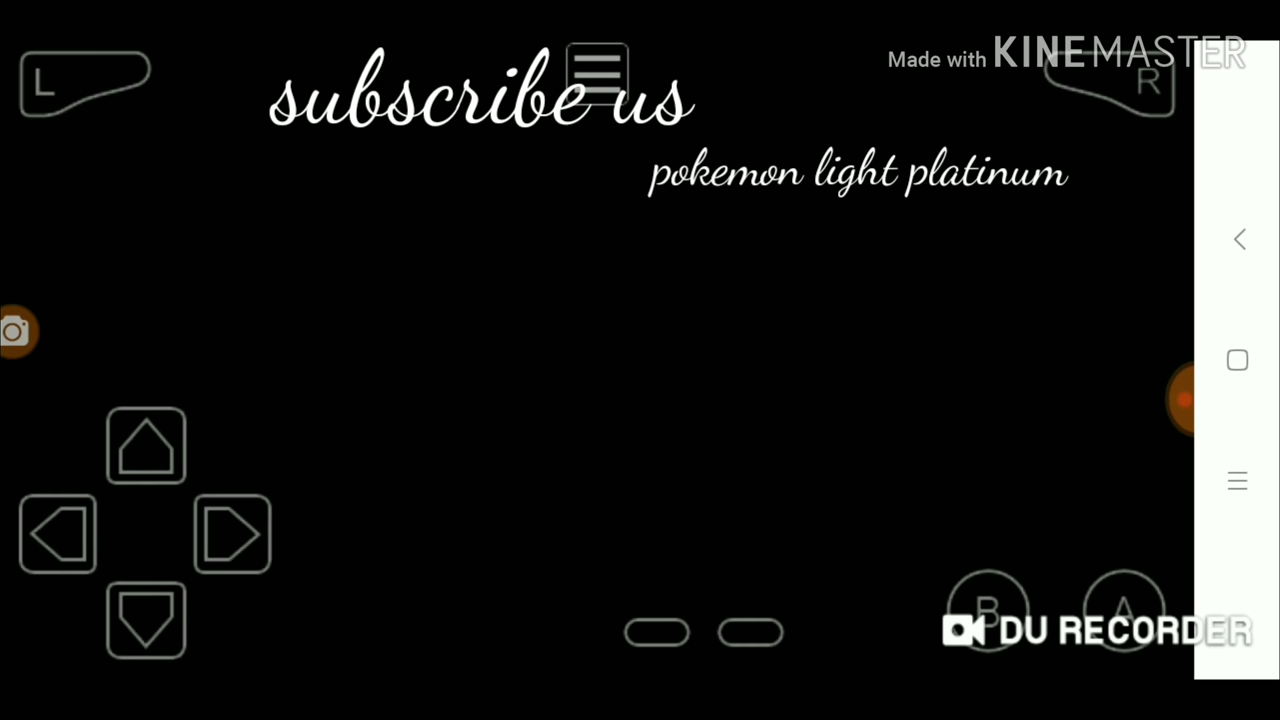 Made with KINEMASTER
L
subscribe us
R
pokemon light platinum
B
A
DU RECORDER